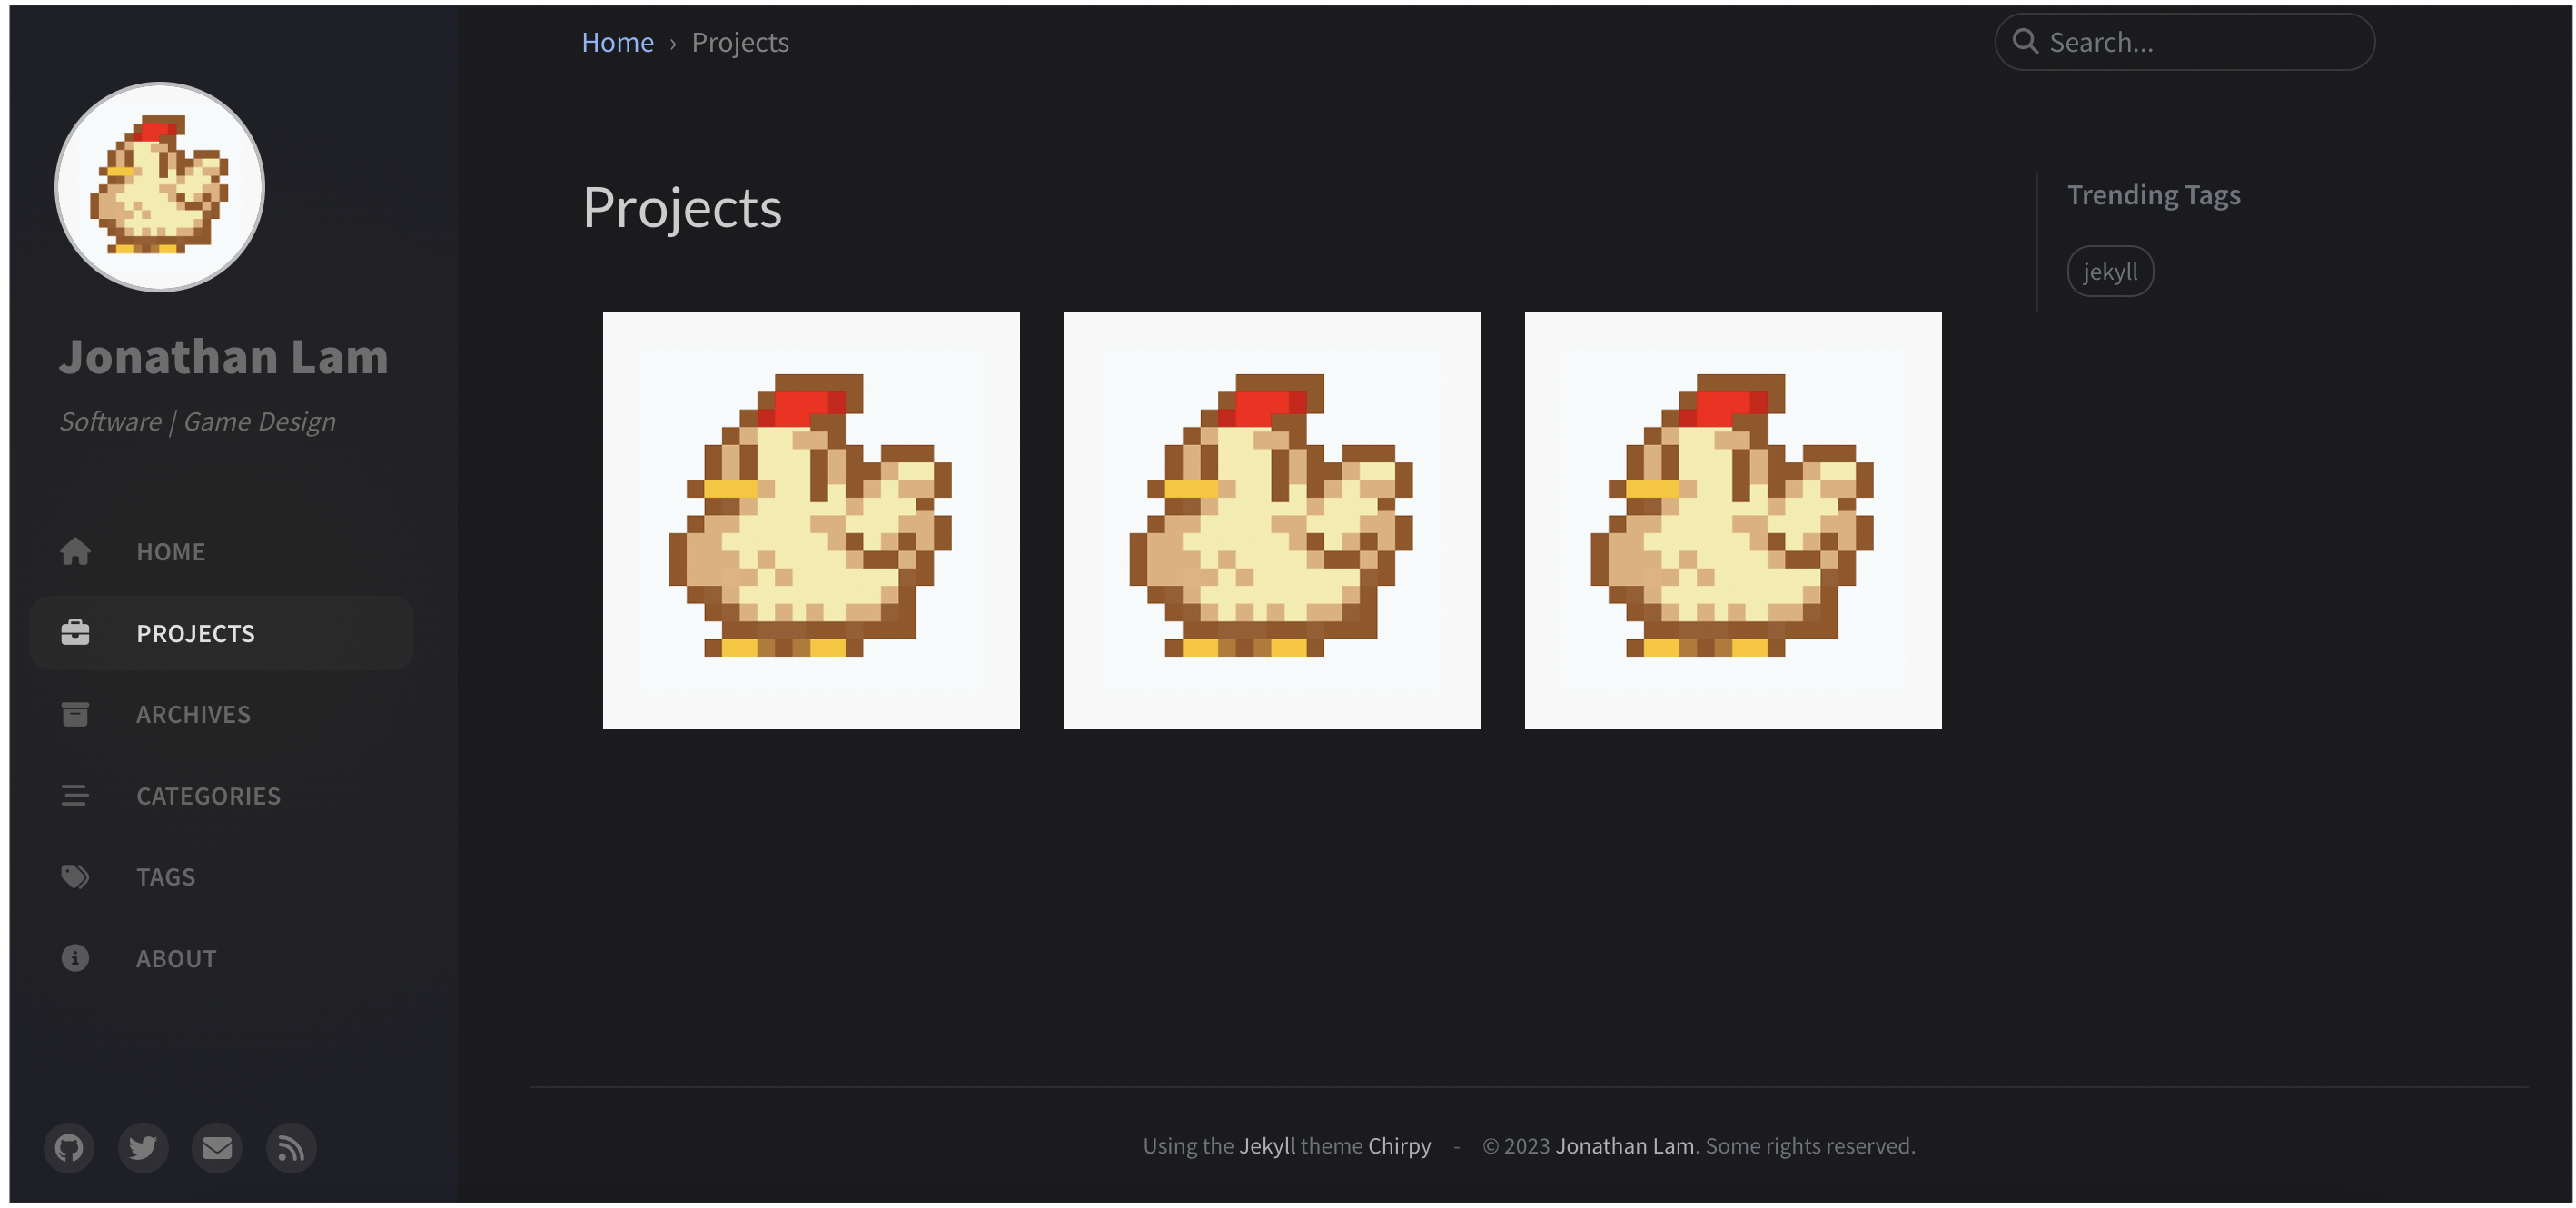 Home › Projects
Search...
Jonathan Lam
Software | Game Design
HOME
PROJECTS
ARCHIVES
CATEGORIES
TAGS
ABOUT
Projects
Trending Tags
jekyll
Using the Jekyll theme Chirpy - © 2023 Jonathan Lam. Some rights reserved.